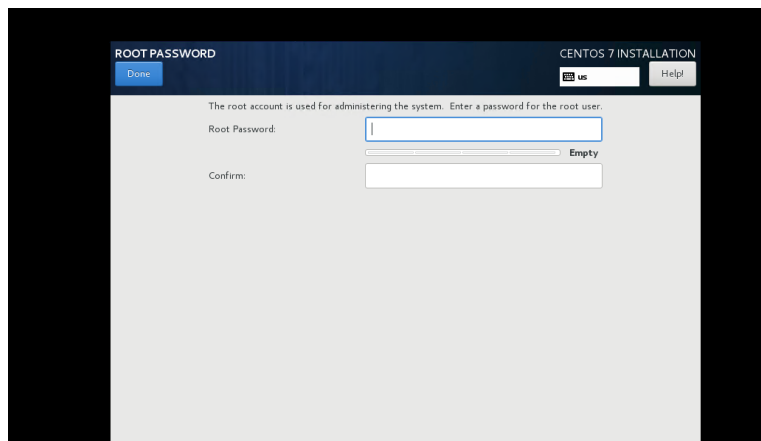 ROOT PASSWORD
CENTOS 7 INSTALLATION
Done
us
Help!
The root account is used for administering the system. Enter a password for the root user.
Root Password:
Empty
Confirm: